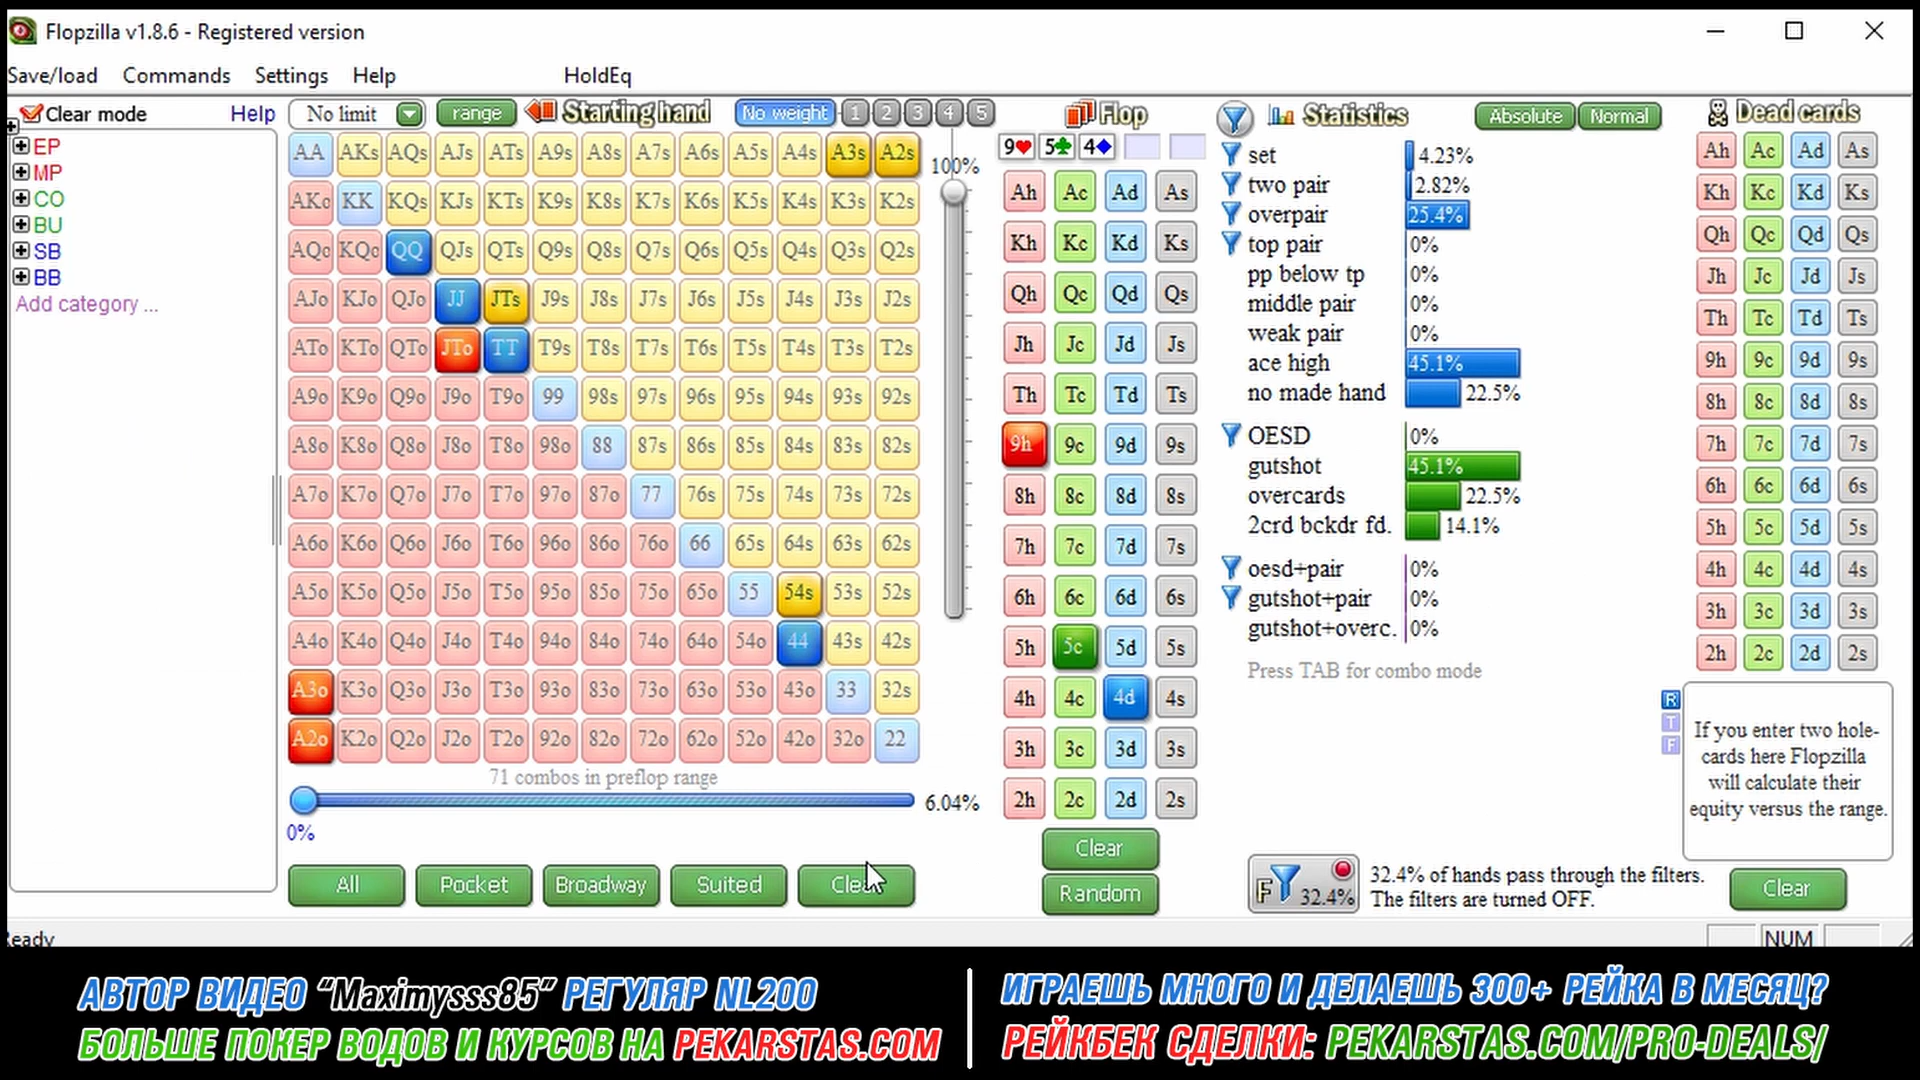 Flopzilla v1.8.6 - Registered version
Save/load Commands Settings Help HoldEq
Clear mode Help
EP
MP
CO
BU
SB
BB
Add category ...
No limit range Starting hand No weight 1 2 3 4 5
AA AKs AQs AJs ATs A9s A8s A7s A6s A5s A4s A3s A2s
AKo KK KQs KJs KTs K9s K8s K7s K6s K5s K4s K3s K2s
AQo KQo QQ QJs QTs Q9s Q8s Q7s Q6s Q5s Q4s Q3s Q2s
AJo KJo QJo JJ JTs J9s J8s J7s J6s J5s J4s J3s J2s
ATo KTo QTo JTo TT T9s T8s T7s T6s T5s T4s T3s T2s
A9o K9o Q9o J9o T9o 99 98s 97s 96s 95s 94s 93s 92s
A8o K8o Q8o J8o T8o 98o 88 87s 86s 85s 84s 83s 82s
A7o K7o Q7o J7o T7o 97o 87o 77 76s 75s 74s 73s 72s
A6o K6o Q6o J6o T6o 96o 86o 76o 66 65s 64s 63s 62s
A5o K5o Q5o J5o T5o 95o 85o 75o 65o 55 54s 53s 52s
A4o K4o Q4o J4o T4o 94o 84o 74o 64o 54o 44 43s 42s
A3o K3o Q3o J3o T3o 93o 83o 73o 63o 53o 43o 33 32s
A2o K2o Q2o J2o T2o 92o 82o 72o 62o 52o 42o 32o 22
100%
71 combos in preflop range
6.04%
0%
All Pocket Broadway Suited Clear
Flop
9♥ 5♣ 4♦
Ah Ac Ad As
Kh Kc Kd Ks
Qh Qc Qd Qs
Jh Jc Jd Js
Th Tc Td Ts
9h 9c 9d 9s
8h 8c 8d 8s
7h 7c 7d 7s
6h 6c 6d 6s
5h 5c 5d 5s
4h 4c 4d 4s
3h 3c 3d 3s
2h 2c 2d 2s
Clear
Random
Statistics Absolute Normal
set 4.23%
two pair 2.82%
overpair 25.4%
top pair 0%
pp below tp 0%
middle pair 0%
weak pair 0%
ace high 45.1%
no made hand 22.5%
OESD 0%
gutshot 45.1%
overcards 22.5%
2crd bckdr fd. 14.1%
oesd+pair 0%
gutshot+pair 0%
gutshot+overc. 0%
Press TAB for combo mode
F 32.4%
32.4% of hands pass through the filters.
The filters are turned OFF.
Dead cards
Ah Ac Ad As
Kh Kc Kd Ks
Qh Qc Qd Qs
Jh Jc Jd Js
Th Tc Td Ts
9h 9c 9d 9s
8h 8c 8d 8s
7h 7c 7d 7s
6h 6c 6d 6s
5h 5c 5d 5s
4h 4c 4d 4s
3h 3c 3d 3s
2h 2c 2d 2s
R
T
F
If you enter two hole-
cards here Flopzilla
will calculate their
equity versus the range.
Clear
eady NUM
АВТОР ВИДЕО “Maximysss85” РЕГУЛЯР NL200
БОЛЬШЕ ПОКЕР ВОДОВ И КУРСОВ НА PEKARSTAS.COM
ИГРАЕШЬ МНОГО И ДЕЛАЕШЬ 300+ РЕЙКА В МЕСЯЦ?
РЕЙКБЕК СДЕЛКИ: PEKARSTAS.COM/PRO-DEALS/